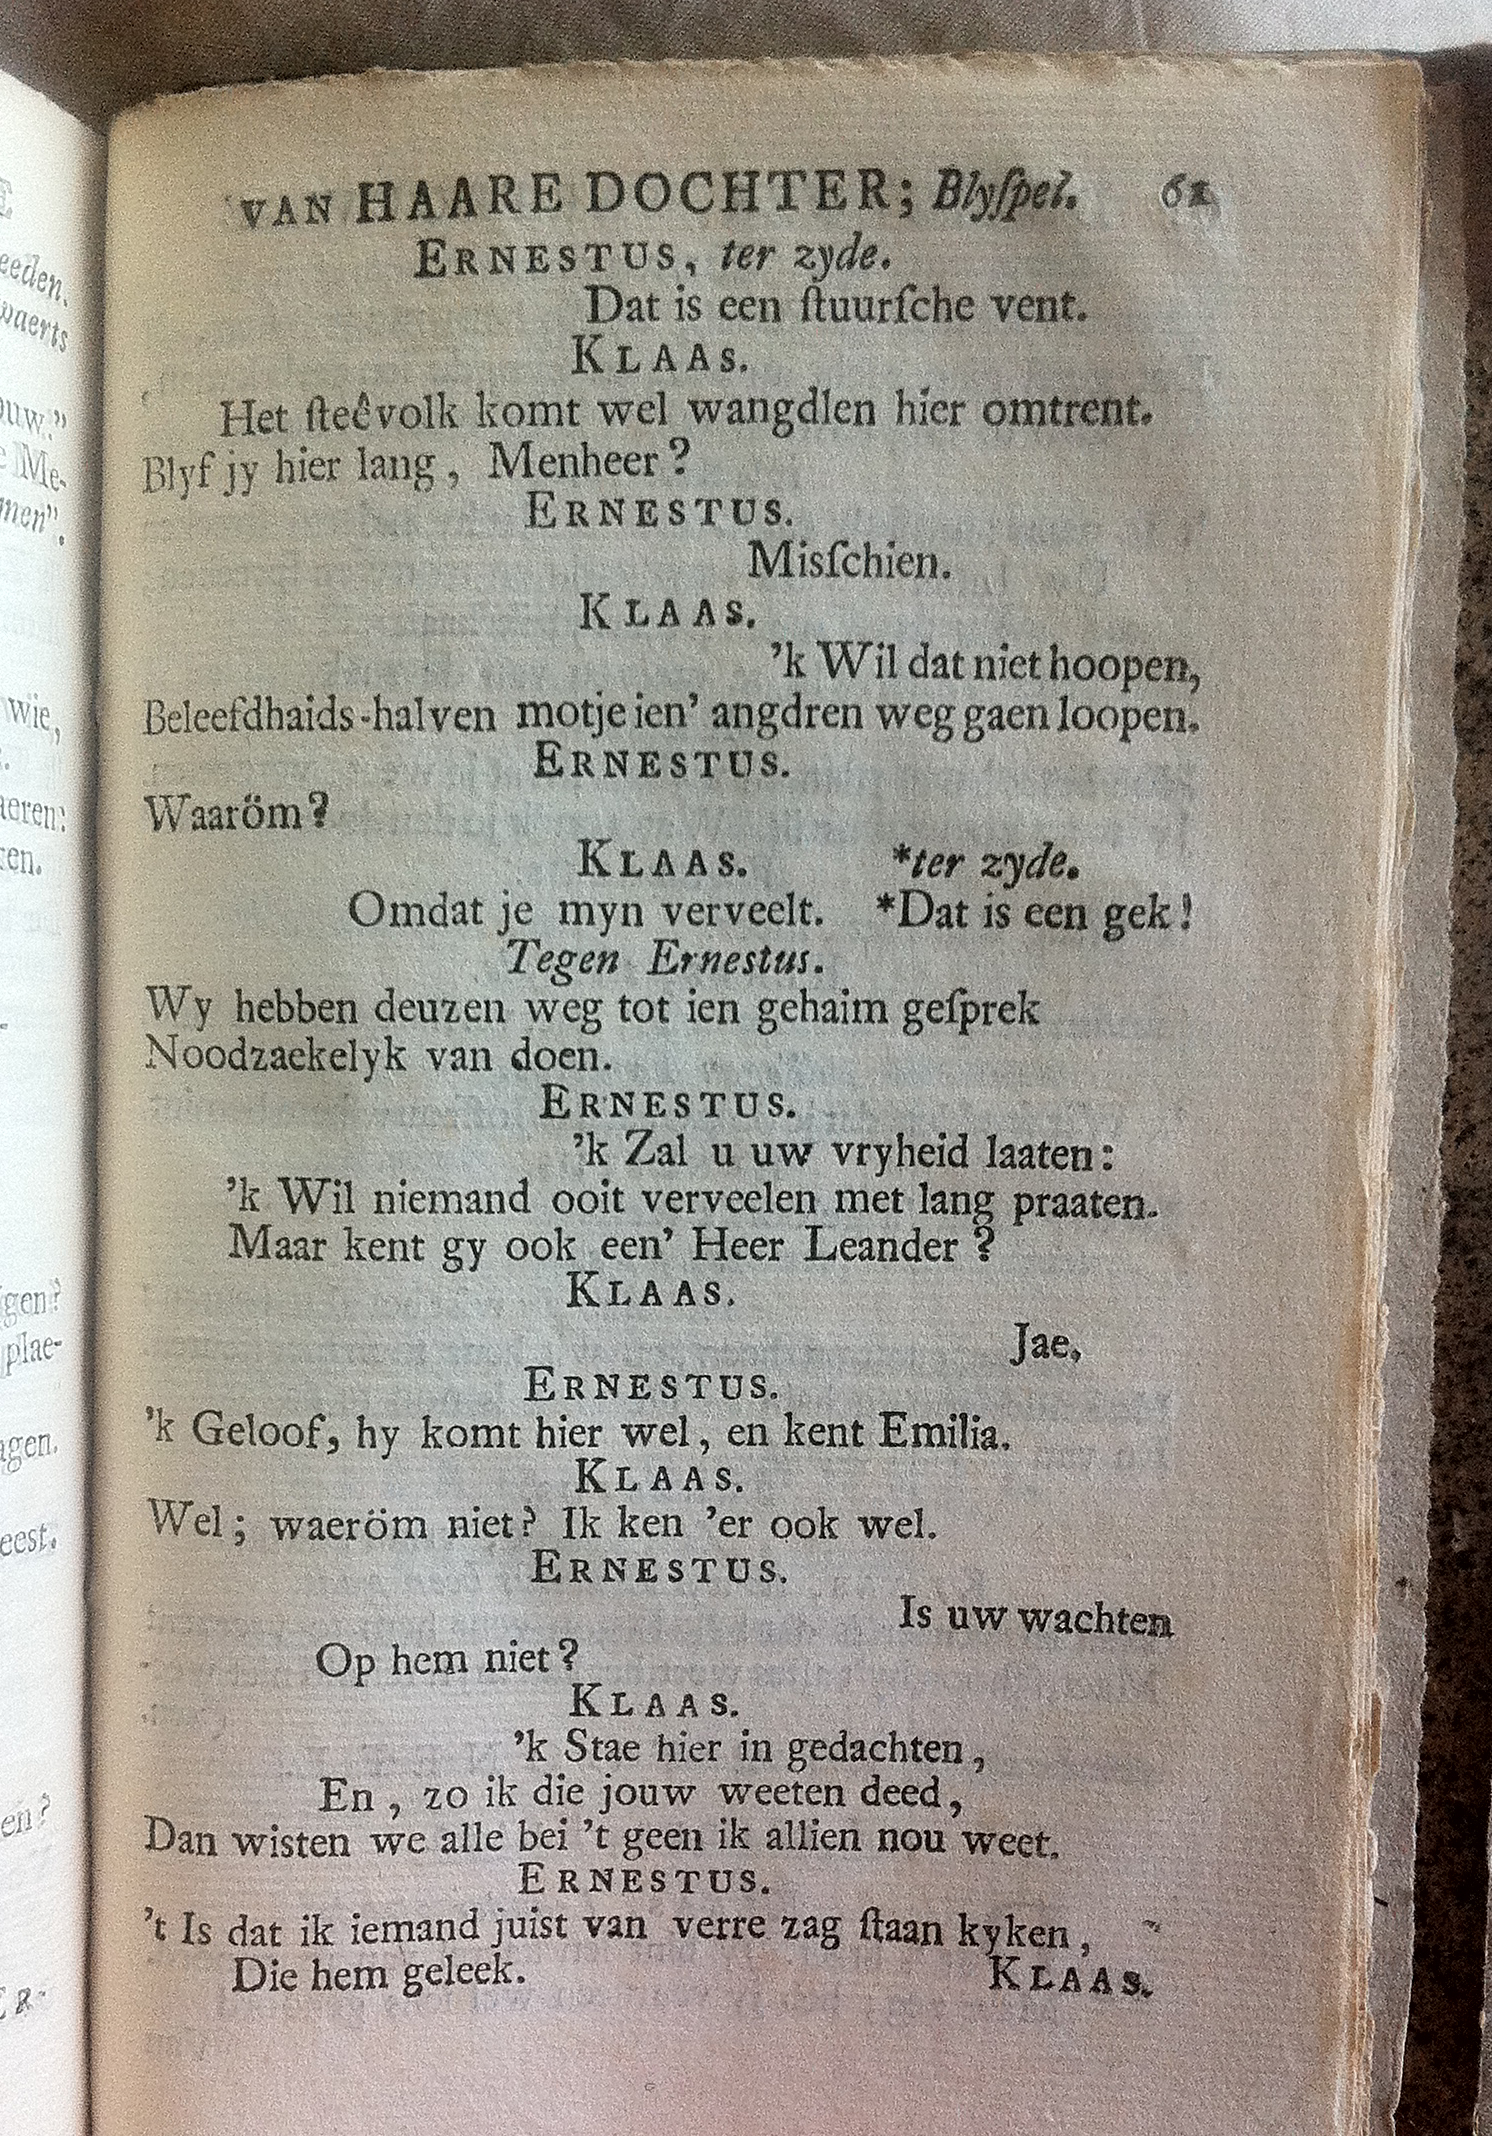 VAN HAARE DOCHTER; Blyſpel. 61
ERNESTUS, ter zyde.
Dat is een ſtuurſche vent.
KLAAS.
Het ſteêvolk komt wel wangdlen hier omtrent.
Blyf jy hier lang, Menheer?
ERNESTUS.
Misſchien.
KLAAS.
'k Wil dat niet hoopen,
Beleefdhaids-halven motje ien' angdren weg gaen loopen.
ERNESTUS.
Waaröm?
KLAAS. *ter zyde.
Omdat je myn verveelt. *Dat is een gek!
Tegen Ernestus.
Wy hebben deuzen weg tot ien gehaim geſprek
Noodzaekelyk van doen.
ERNESTUS.
'k Zal u uw vryheid laaten:
'k Wil niemand ooit verveelen met lang praaten.
Maar kent gy ook een' Heer Leander?
KLAAS.
Jae,
ERNESTUS.
'k Geloof, hy komt hier wel, en kent Emilia.
KLAAS.
Wel; waeröm niet? Ik ken 'er ook wel.
ERNESTUS.
Is uw wachten
Op hem niet?
KLAAS.
'k Stae hier in gedachten,
En, zo ik die jouw weeten deed,
Dan wisten we alle bei 't geen ik allien nou weet.
ERNESTUS.
't Is dat ik iemand juist van verre zag ſtaan kyken,
Die hem geleek. KLAAS.